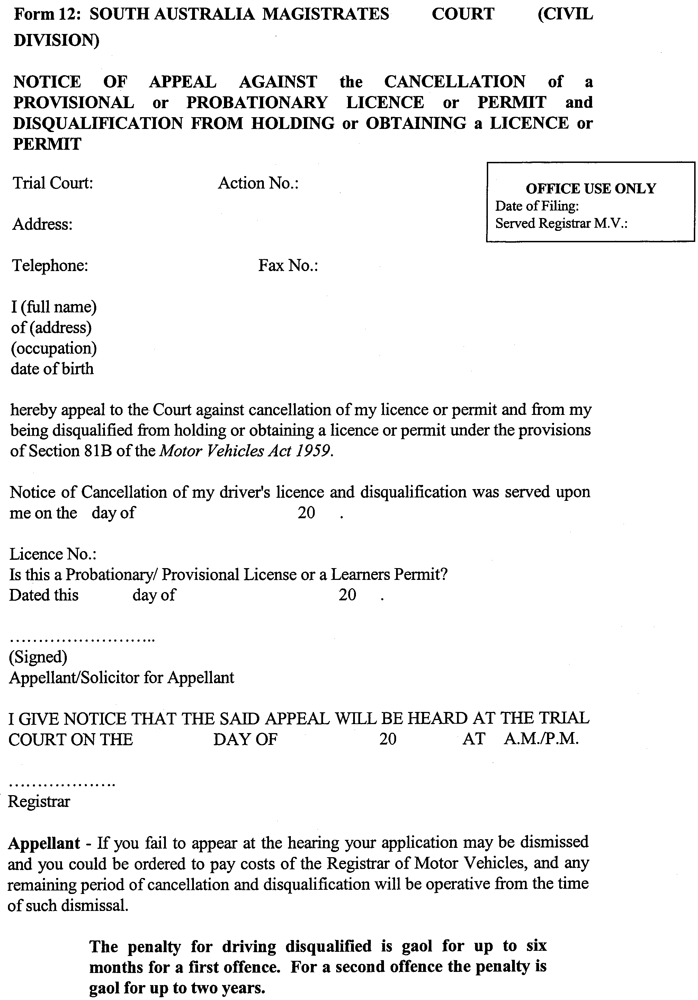 Form 12: SOUTH AUSTRALIA MAGISTRATES COURT (CIVIL
DIVISION)
NOTICE OF APPEAL AGAINST the CANCELLATION of a
PROVISIONAL or PROBATIONARY LICENCE or PERMIT and
DISQUALIFICATION FROM HOLDING or OBTAINING a LICENCE or
PERMIT
Trial Court: Action No.:
OFFICE USE ONLY
Date of Filing:
Served Registrar M.V.:
Address:
Telephone: Fax No.:
I (full name)
of (address)
(occupation)
date of birth
hereby appeal to the Court against cancellation of my licence or permit and from my
being disqualified from holding or obtaining a licence or permit under the provisions
of Section 81B of the Motor Vehicles Act 1959.
Notice of Cancellation of my driver's licence and disqualification was served upon
me on the day of 20 .
Licence No.:
Is this a Probationary/ Provisional License or a Learners Permit?
Dated this day of 20 .
..........................
(Signed)
Appellant/Solicitor for Appellant
I GIVE NOTICE THAT THE SAID APPEAL WILL BE HEARD AT THE TRIAL
COURT ON THE DAY OF 20 AT A.M./P.M.
...................
Registrar
Appellant - If you fail to appear at the hearing your application may be dismissed
and you could be ordered to pay costs of the Registrar of Motor Vehicles, and any
remaining period of cancellation and disqualification will be operative from the time
of such dismissal.
The penalty for driving disqualified is gaol for up to six
months for a first offence. For a second offence the penalty is
gaol for up to two years.